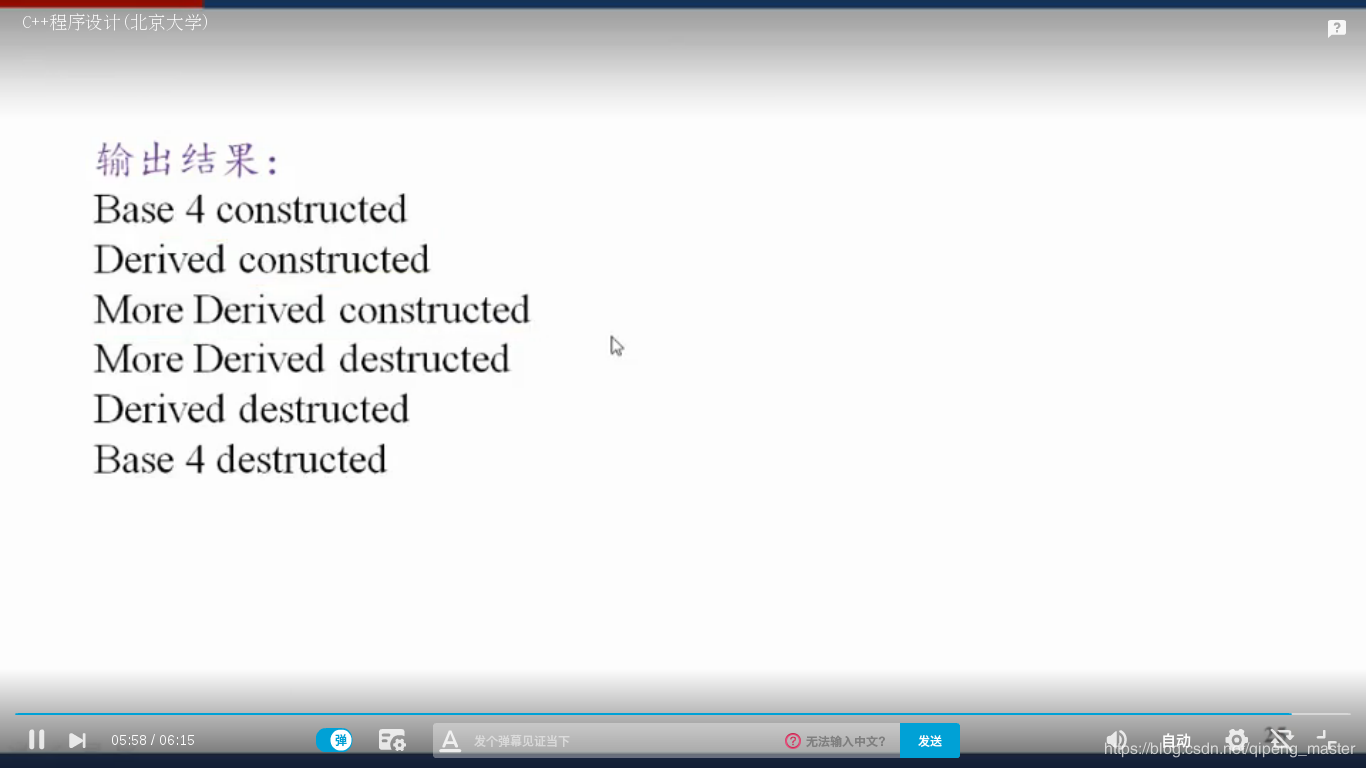 C++程序设计(北京大学)
输出结果:
Base 4 constructed
Derived constructed
More Derived constructed
More Derived destructed
Derived destructed
Base 4 destructed
05:58 / 06:15
弹
发个弹幕见证当下
无法输入中文?
发送
自动
https://blog.csdn.net/qipeng_master